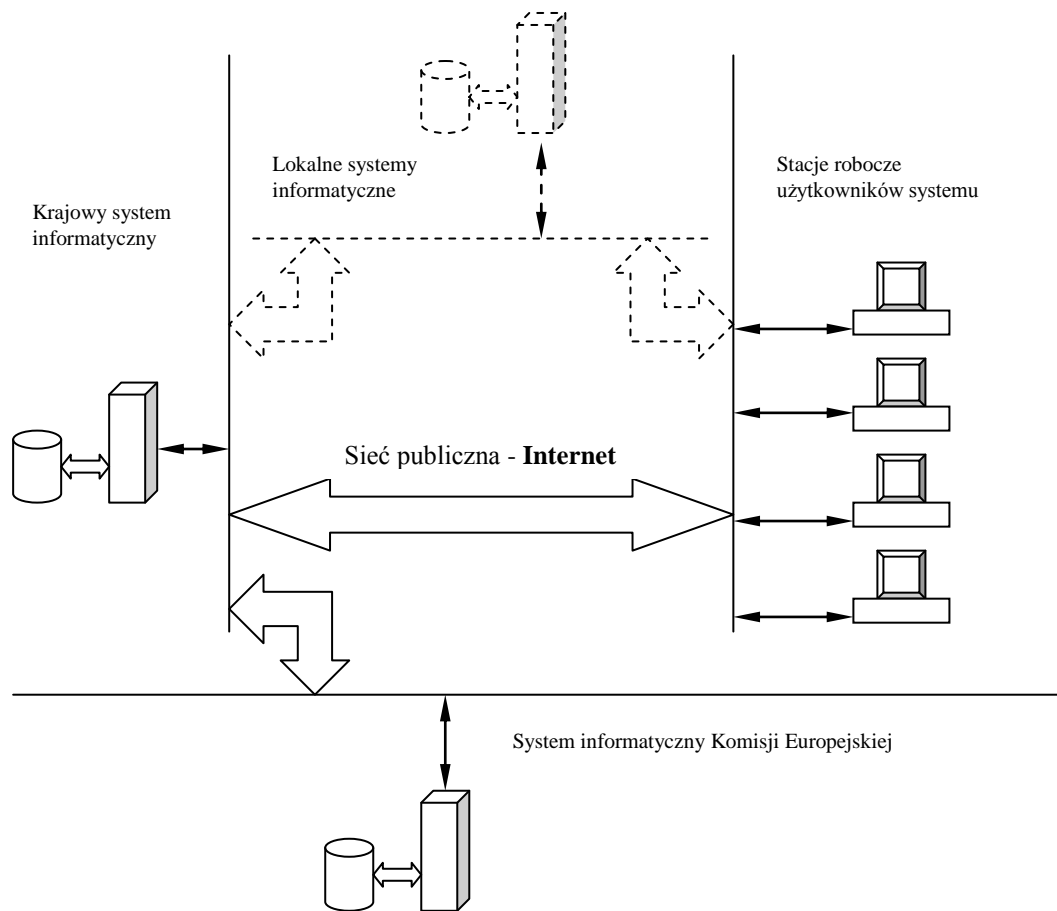 Lokalne systemy
informatyczne
Stacje robocze
użytkowników systemu
Krajowy system
informatyczny
Sieć publiczna - Internet
System informatyczny Komisji Europejskiej